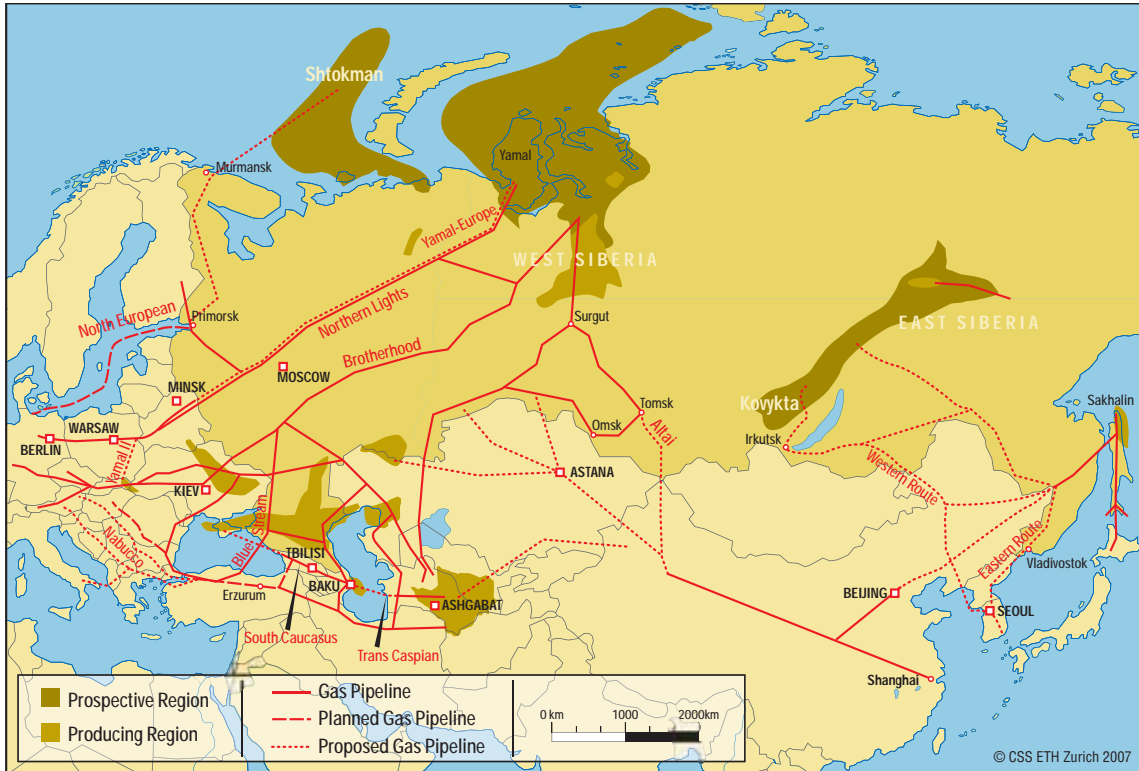 Shtokman
Murmansk
Yamal
Yamal-Europe
WEST SIBERIA
North European
Primorsk
Northern Lights
Brotherhood
Surgut
EAST SIBERIA
MOSCOW
MINSK
WARSAW
BERLIN
Yamal II
KIEV
Tomsk
Omsk
Altai
ASTANA
Kovykta
Irkutsk
Sakhalin
Western Route
Eastern Route
Vladivostok
Nabucco
Blue Stream
TBILISI
BAKU
Erzurum
ASHGABAT
South Caucasus
Trans Caspian
BEIJING
SEOUL
Shanghai
Prospective Region
Producing Region
Gas Pipeline
Planned Gas Pipeline
Proposed Gas Pipeline
0 km 1000 2000km
© CSS ETH Zurich 2007